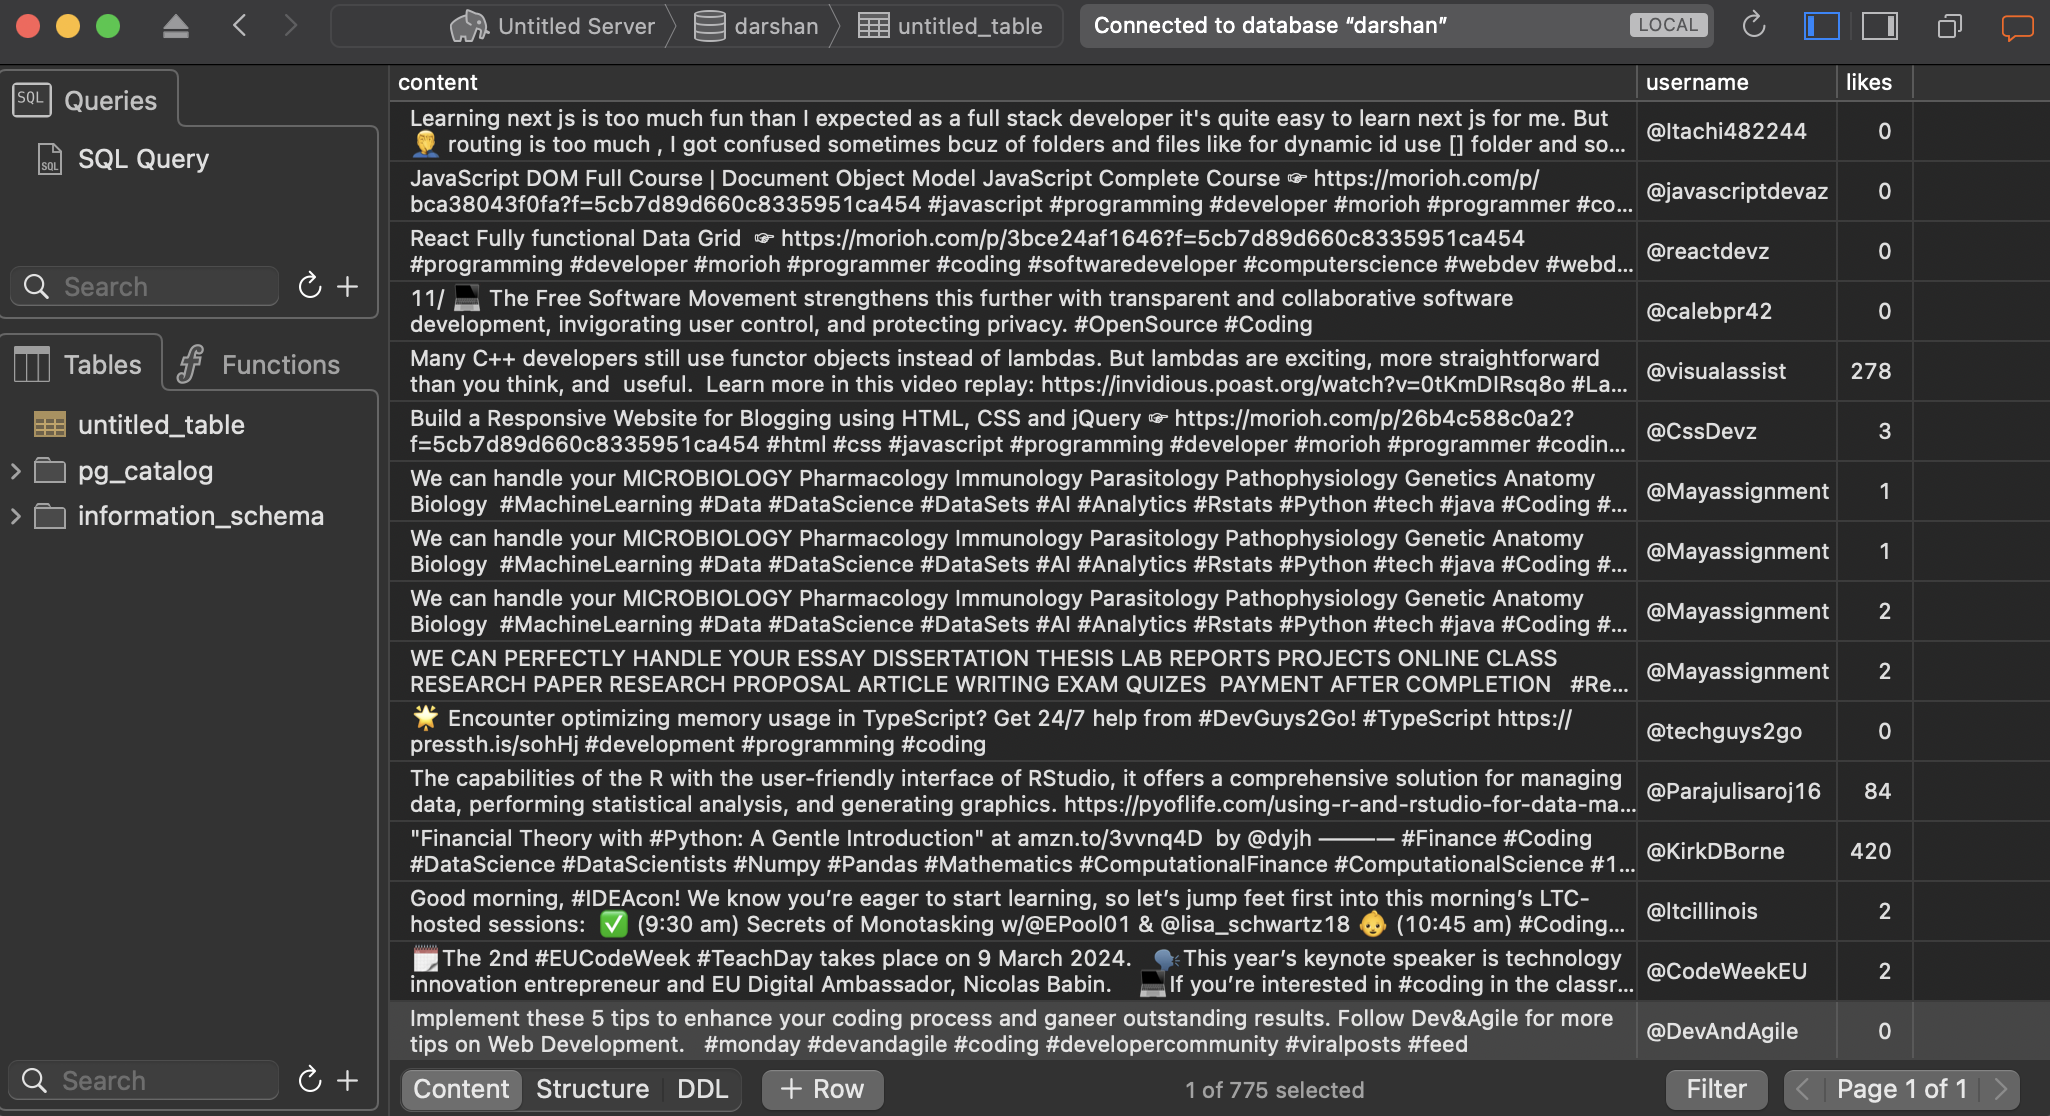 Untitled Server
darshan
untitled_table
Connected to database “darshan”
LOCAL
SQL
Queries
SQL Query
Search
Tables
Functions
untitled_table
pg_catalog
information_schema
Search
content username likes
Learning next js is too much fun than I expected as a full stack developer it's quite easy to learn next js for me. But
🤦‍♂️ routing is too much , I got confused sometimes bcuz of folders and files like for dynamic id use [] folder and so...
@Itachi482244 0
JavaScript DOM Full Course | Document Object Model JavaScript Complete Course ☞ https://morioh.com/p/
bca38043f0fa?f=5cb7d89d660c8335951ca454 #javascript #programming #developer #morioh #programmer #co...
@javascriptdevaz 0
React Fully functional Data Grid ☞ https://morioh.com/p/3bce24af1646?f=5cb7d89d660c8335951ca454
#programming #developer #morioh #programmer #coding #softwaredeveloper #computerscience #webdev #webd...
@reactdevz 0
11/ 💻 The Free Software Movement strengthens this further with transparent and collaborative software
development, invigorating user control, and protecting privacy. #OpenSource #Coding
@calebpr42 0
Many C++ developers still use functor objects instead of lambdas. But lambdas are exciting, more straightforward
than you think, and useful. Learn more in this video replay: https://invidious.poast.org/watch?v=0tKmDIRsq8o #La...
@visualassist 278
Build a Responsive Website for Blogging using HTML, CSS and jQuery ☞ https://morioh.com/p/26b4c588c0a2?
f=5cb7d89d660c8335951ca454 #html #css #javascript #programming #developer #morioh #programmer #codin...
@CssDevz 3
We can handle your MICROBIOLOGY Pharmacology Immunology Parasitology Pathophysiology Genetics Anatomy
Biology #MachineLearning #Data #DataScience #DataSets #AI #Analytics #Rstats #Python #tech #java #Coding #...
@Mayassignment 1
We can handle your MICROBIOLOGY Pharmacology Immunology Parasitology Pathophysiology Genetic Anatomy
Biology #MachineLearning #Data #DataScience #DataSets #AI #Analytics #Rstats #Python #tech #java #Coding #...
@Mayassignment 1
We can handle your MICROBIOLOGY Pharmacology Immunology Parasitology Pathophysiology Genetic Anatomy
Biology #MachineLearning #Data #DataScience #DataSets #AI #Analytics #Rstats #Python #tech #java #Coding #...
@Mayassignment 2
WE CAN PERFECTLY HANDLE YOUR ESSAY DISSERTATION THESIS LAB REPORTS PROJECTS ONLINE CLASS
RESEARCH PAPER RESEARCH PROPOSAL ARTICLE WRITING EXAM QUIZES PAYMENT AFTER COMPLETION #Re...
@Mayassignment 2
🌟 Encounter optimizing memory usage in TypeScript? Get 24/7 help from #DevGuys2Go! #TypeScript https://
pressth.is/sohHj #development #programming #coding
@techguys2go 0
The capabilities of the R with the user-friendly interface of RStudio, it offers a comprehensive solution for managing
data, performing statistical analysis, and generating graphics. https://pyoflife.com/using-r-and-rstudio-for-data-ma...
@Parajulisaroj16 84
"Financial Theory with #Python: A Gentle Introduction" at amzn.to/3vvnq4D by @dyjh ———— #Finance #Coding
#DataScience #DataScientists #Numpy #Pandas #Mathematics #ComputationalFinance #ComputationalScience #1...
@KirkDBorne 420
Good morning, #IDEAcon! We know you’re eager to start learning, so let’s jump feet first into this morning’s LTC-
hosted sessions: ✅ (9:30 am) Secrets of Monotasking w/@EPool01 & @lisa_schwartz18 👶 (10:45 am) #Coding...
@ltcillinois 2
🗓️The 2nd #EUCodeWeek #TeachDay takes place on 9 March 2024. 🗣️This year’s keynote speaker is technology
innovation entrepreneur and EU Digital Ambassador, Nicolas Babin. 💻If you’re interested in #coding in the classr...
@CodeWeekEU 2
Implement these 5 tips to enhance your coding process and ganeer outstanding results. Follow Dev&Agile for more
tips on Web Development. #monday #devandagile #coding #developercommunity #viralposts #feed
@DevAndAgile 0
Content Structure DDL + Row 1 of 775 selected Filter Page 1 of 1